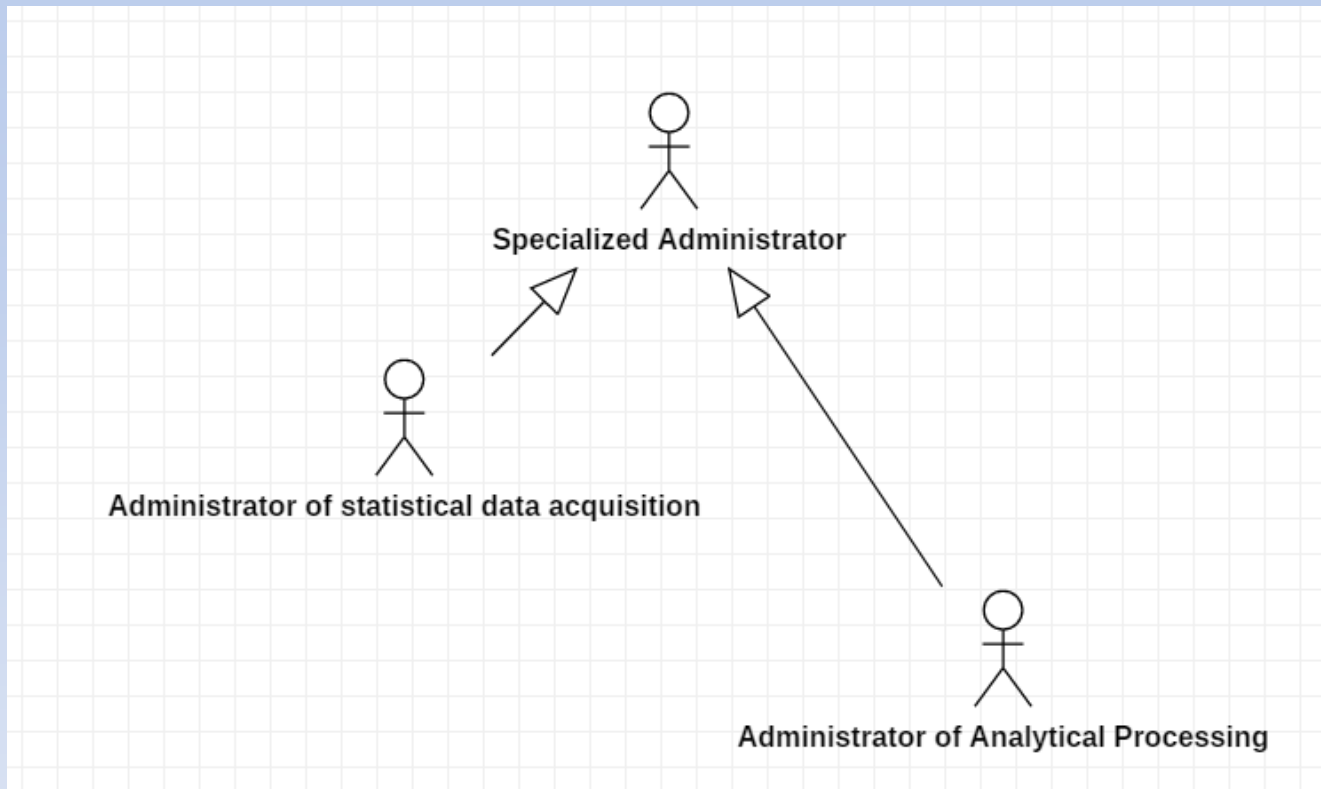 Specialized Administrator
Administrator of statistical data acquisition
Administrator of Analytical Processing